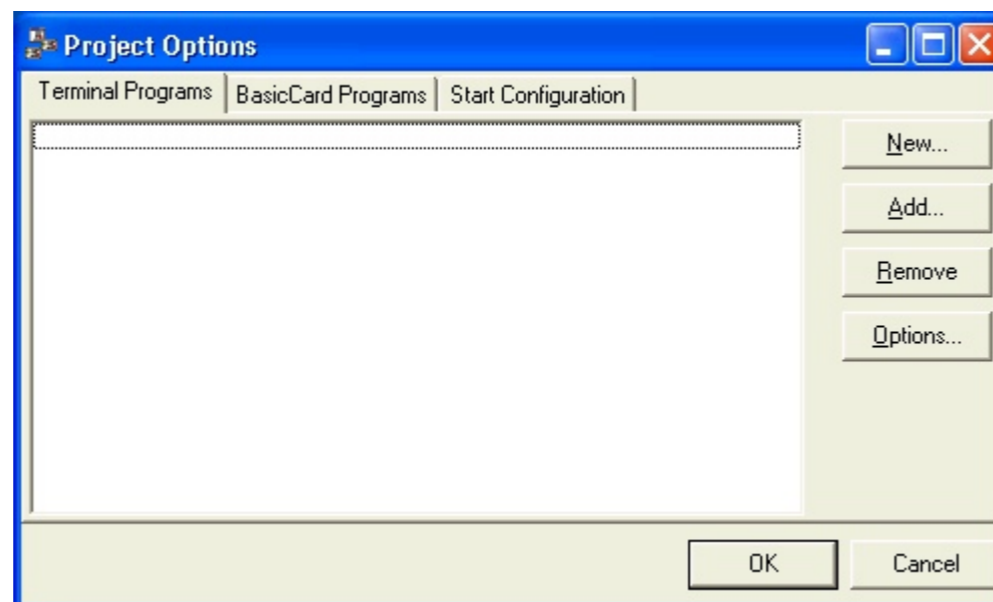 Project Options
Terminal Programs BasicCard Programs Start Configuration
New...
Add...
Remove
Options...
OK Cancel